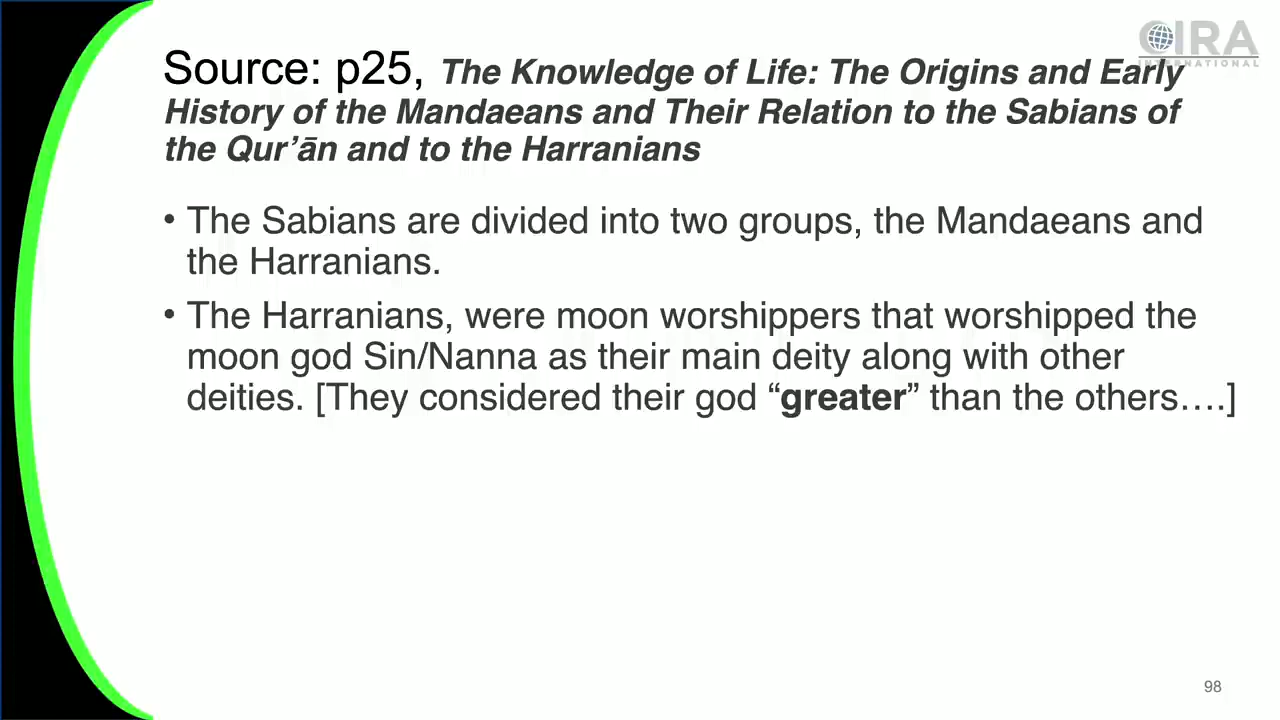 CIRA
INTERNATIONAL
Source: p25, The Knowledge of Life: The Origins and Early
History of the Mandaeans and Their Relation to the Sabians of
the Qur’ān and to the Harranians
• The Sabians are divided into two groups, the Mandaeans and
the Harranians.
• The Harranians, were moon worshippers that worshipped the
moon god Sin/Nanna as their main deity along with other
deities. [They considered their god “greater” than the others….]
98